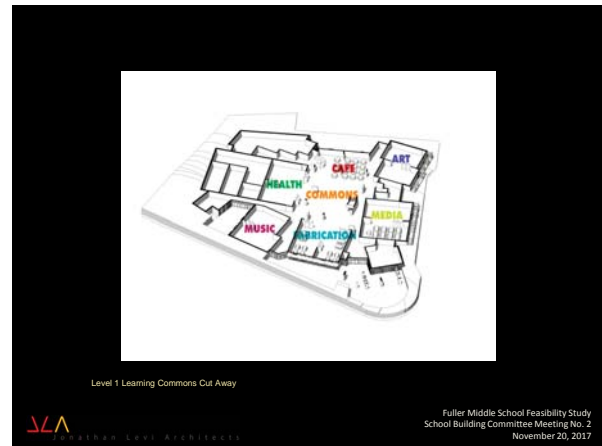 CAFE
ART
HEALTH
COMMONS
MEDIA
MUSIC
FABRICATION
Level 1 Learning Commons Cut Away
JLA
Jonathan Levi Architects
Fuller Middle School Feasibility Study
School Building Committee Meeting No. 2
November 20, 2017